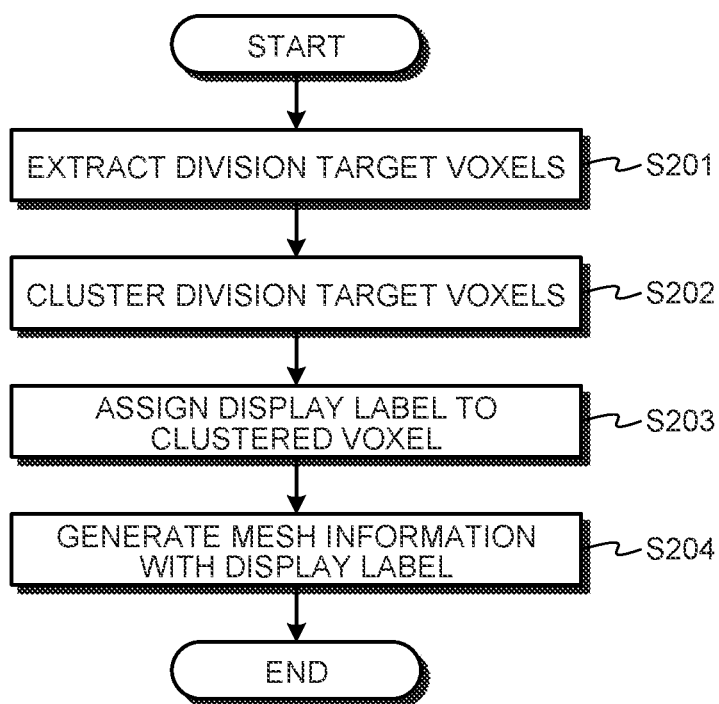 START
EXTRACT DIVISION TARGET VOXELS
S201
CLUSTER DIVISION TARGET VOXELS
S202
ASSIGN DISPLAY LABEL TO
CLUSTERED VOXEL
S203
GENERATE MESH INFORMATION
WITH DISPLAY LABEL
S204
END